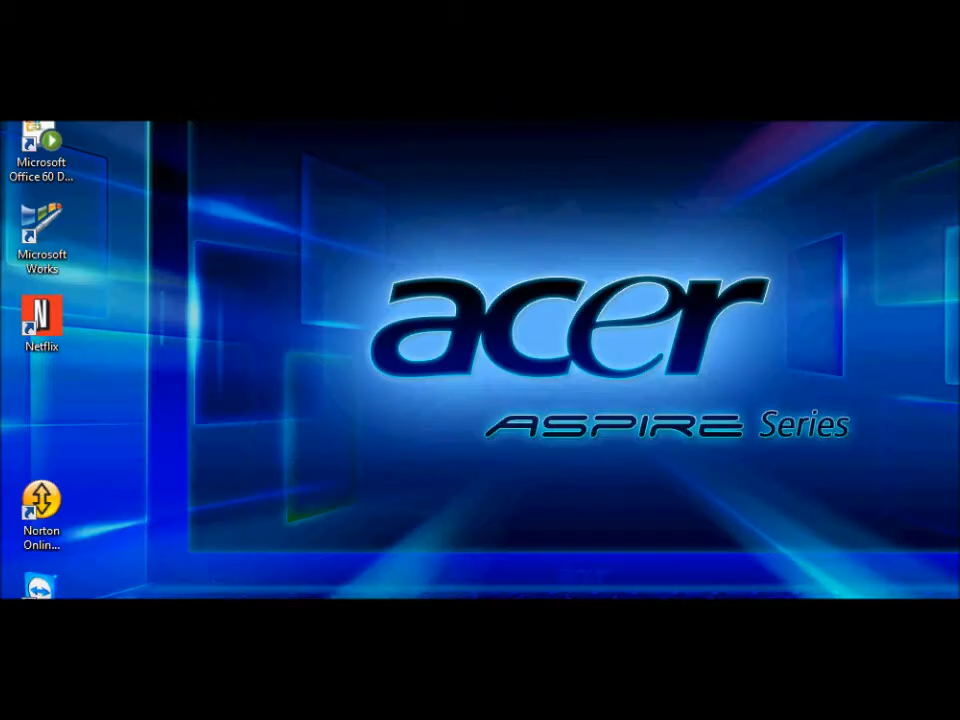 Microsoft
Office 60 D...
Microsoft
Works
N
Netflix
acer
ASPIRE Series
Norton
Onlin...